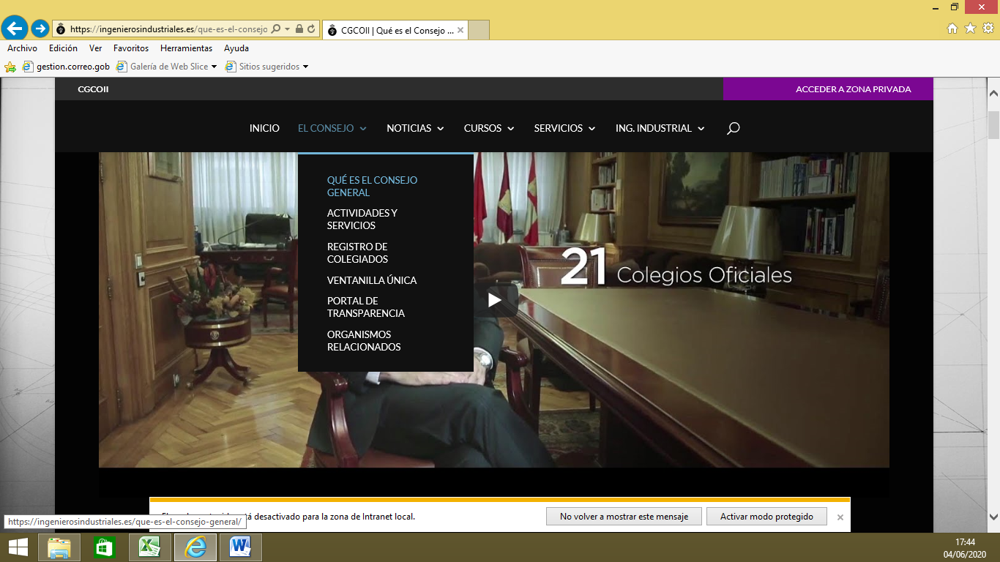 https://ingenierosindustriales.es/que-es-el-consejo
CGCOII | Qué es el Consejo ...
Archivo Edición Ver Favoritos Herramientas Ayuda
gestion.correo.gob Galería de Web Slice Sitios sugeridos
CGCOII
ACCEDER A ZONA PRIVADA
INICIO EL CONSEJO NOTICIAS CURSOS SERVICIOS ING. INDUSTRIAL
QUÉ ES EL CONSEJO
GENERAL
ACTIVIDADES Y
SERVICIOS
REGISTRO DE
COLEGIADOS
VENTANILLA ÚNICA
PORTAL DE
TRANSPARENCIA
ORGANISMOS
RELACIONADOS
21 Colegios Oficiales
desactivado para la zona de Intranet local.
No volver a mostrar este mensaje
Activar modo protegido
https://ingenierosindustriales.es/que-es-el-consejo-general/
17:44
04/06/2020